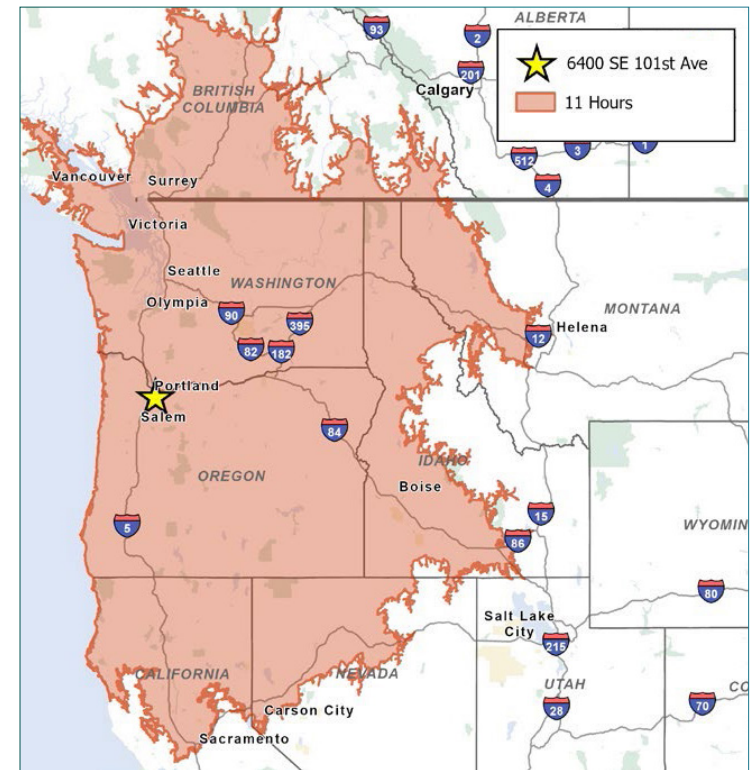 ALBERTA
93
2
201
6400 SE 101st Ave
11 Hours
BRITISH
COLUMBIA
Calgary
3
1
512
4
Vancouver
Surrey
Victoria
Seattle
WASHINGTON
Olympia
90
395
82
182
MONTANA
12
Helena
Portland
Salem
84
OREGON
IDAHO
Boise
5
15
86
WYOMIN
80
Salt Lake
City
215
CALIFORNIA
NEVADA
UTAH
CO
Carson City
28
70
Sacramento